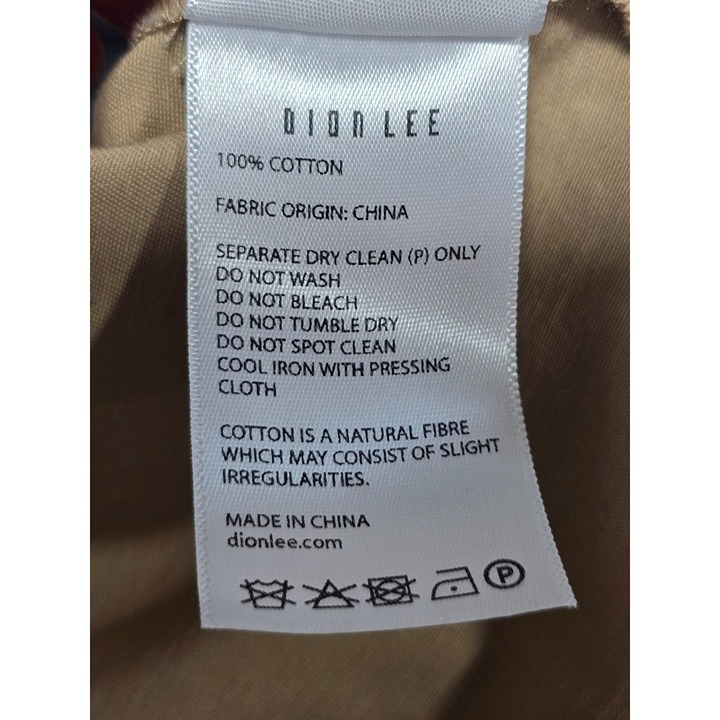 DION LEE
100% COTTON
FABRIC ORIGIN: CHINA
SEPARATE DRY CLEAN (P) ONLY
DO NOT WASH
DO NOT BLEACH
DO NOT TUMBLE DRY
DO NOT SPOT CLEAN
COOL IRON WITH PRESSING
CLOTH
COTTON IS A NATURAL FIBRE
WHICH MAY CONSIST OF SLIGHT
IRREGULARITIES.
MADE IN CHINA
dionlee.com
P